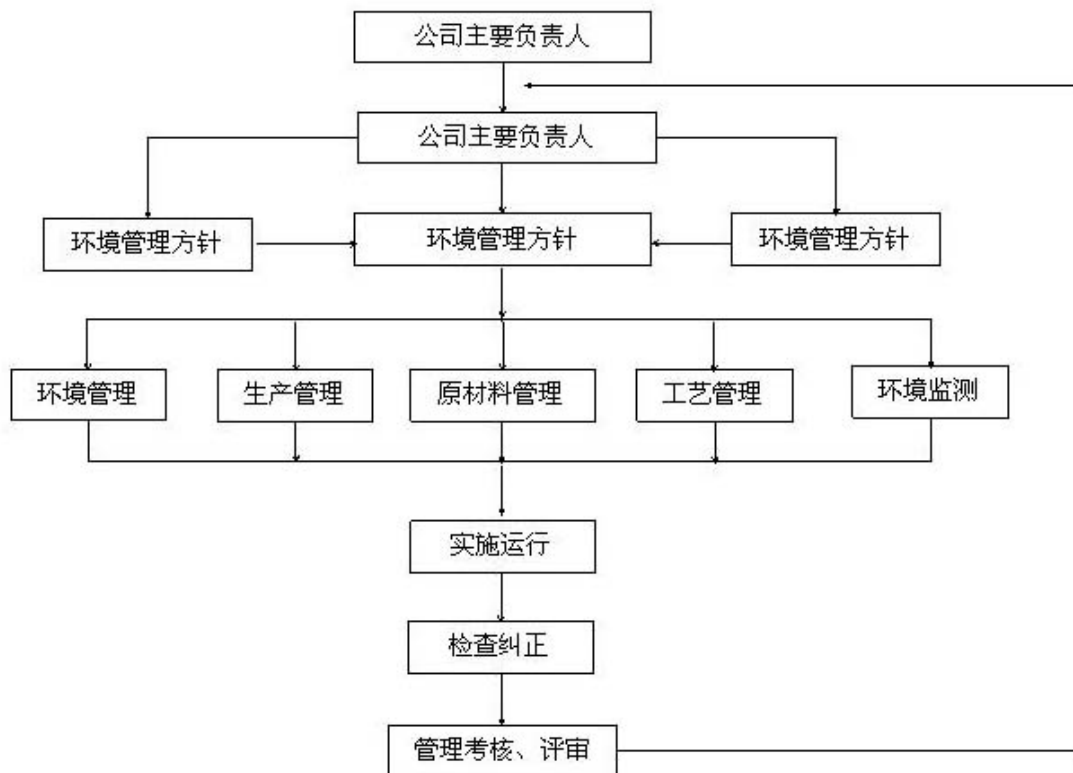 公司主要负责人
公司主要负责人
环境管理方针
环境管理方针
环境管理方针
环境管理
生产管理
原材料管理
工艺管理
环境监测
实施运行
检查纠正
管理考核、评审